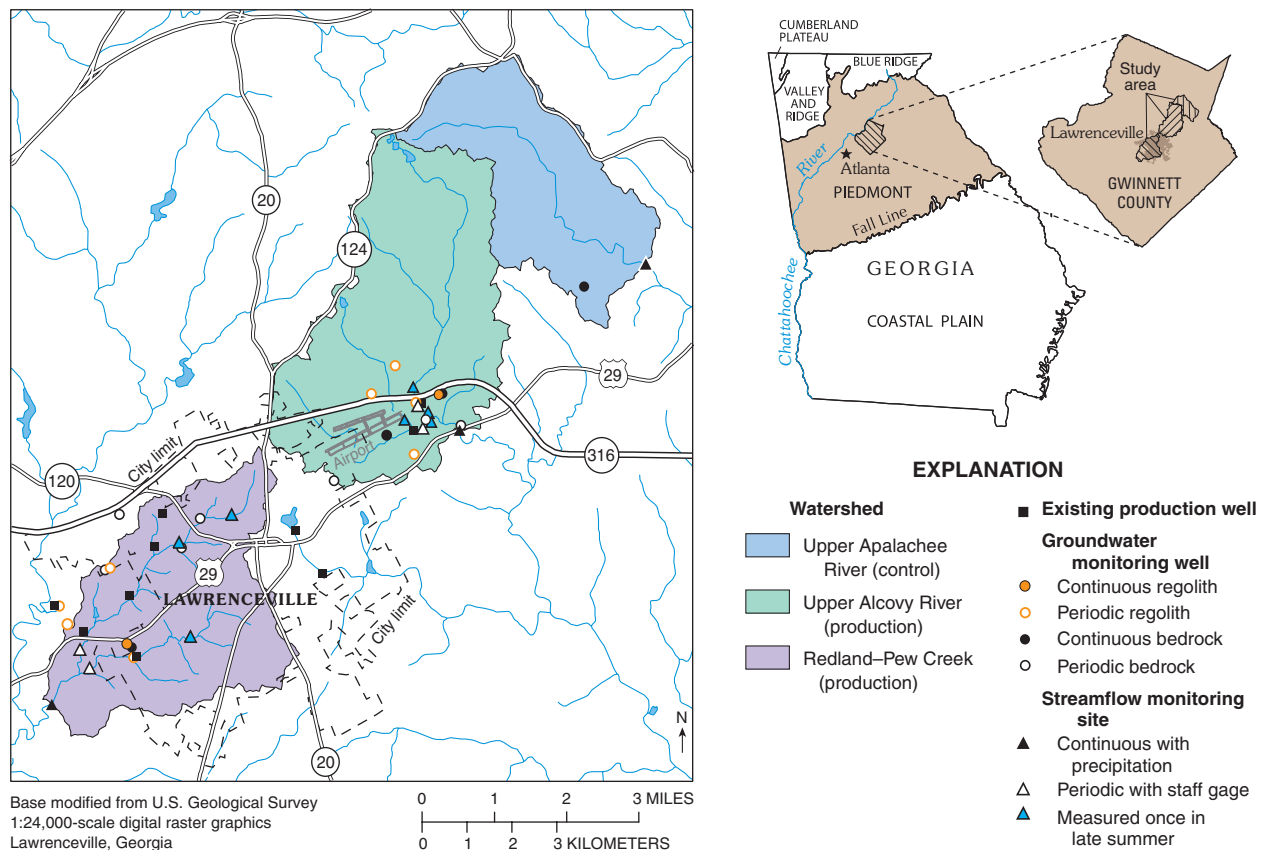 20
124
29
316
City limit
Airport
120
29
LAWRENCEVILLE
City limit
20
N
Base modified from U.S. Geological Survey
1:24,000-scale digital raster graphics
Lawrenceville, Georgia
0 1 2 3 MILES
0 1 2 3 KILOMETERS
CUMBERLAND
PLATEAU
BLUE RIDGE
VALLEY
AND
RIDGE
River
Atlanta
PIEDMONT
Fall Line
Chattahoochee
GEORGIA
COASTAL PLAIN
Study
area
Lawrenceville
GWINNETT
COUNTY
EXPLANATION
Watershed
Upper Apalachee
River (control)
Upper Alcovy River
(production)
Redland–Pew Creek
(production)
Existing production well
Groundwater
monitoring well
Continuous regolith
Periodic regolith
Continuous bedrock
Periodic bedrock
Streamflow monitoring
site
Continuous with
precipitation
Periodic with staff gage
Measured once in
late summer